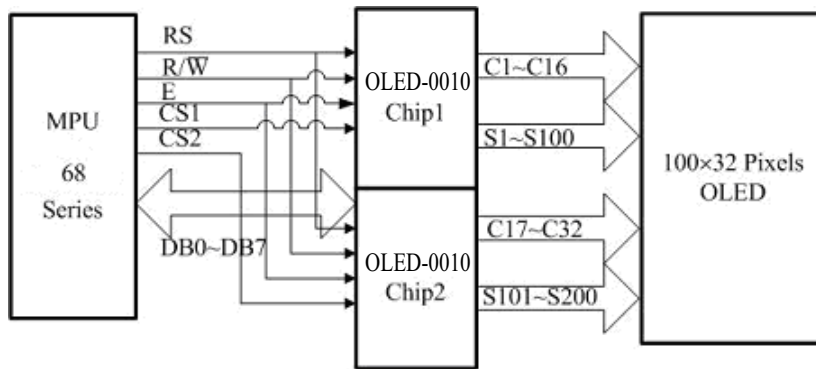 RS
R/W̅
E
CS1
CS2
MPU
68
Series
DB0~DB7
OLED-0010
Chip1
OLED-0010
Chip2
C1~C16
S1~S100
C17~C32
S101~S200
100×32 Pixels
OLED